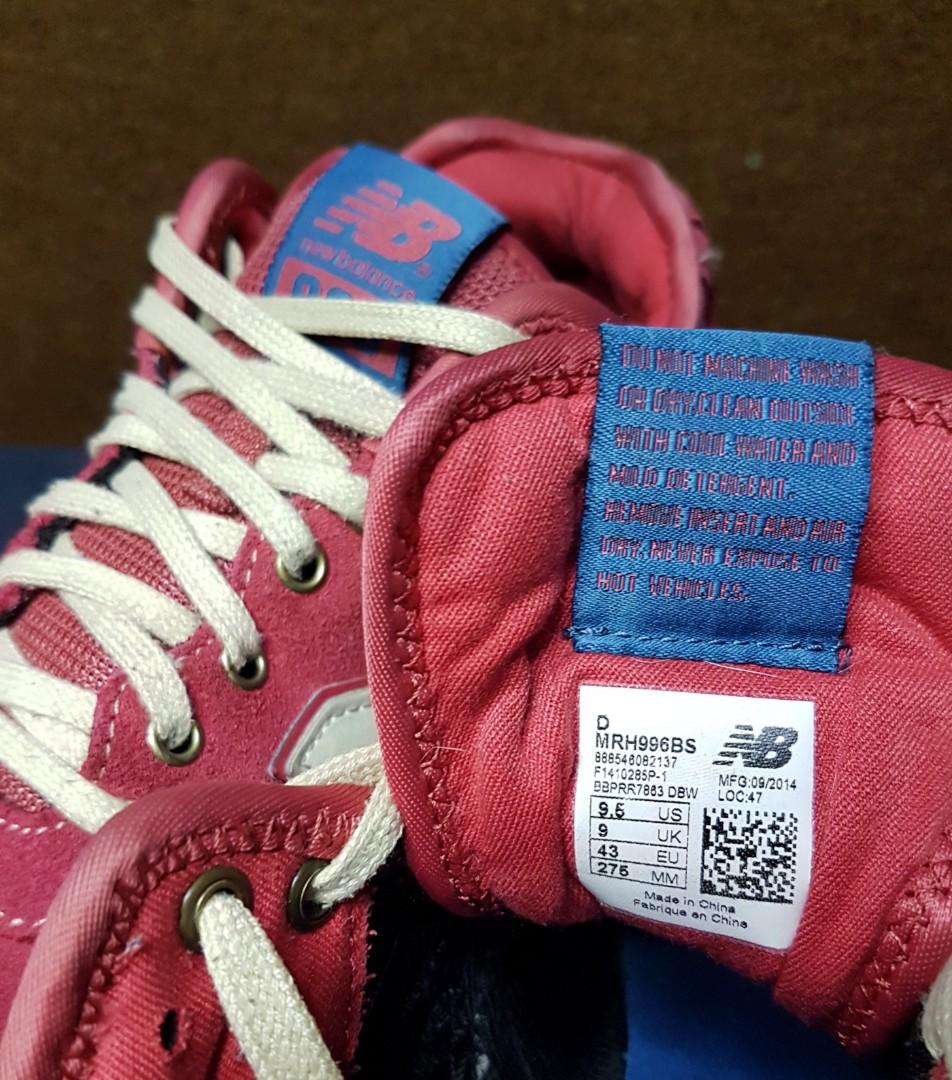 NB
new balance
DO NOT MACHINE WASH
OR DRY.CLEAN OUTSIDE
WITH COOL WATER AND
MILD DETERGENT.
REMOVE INSERT AND AIR
DRY. NEVER EXPOSE TO
HOT VEHICLES.
D
MRH996BS
NB
888546082137
F1410285P-1
BBPRR7863 DBW
MFG:09/2014
LOC:47
9.5 US
9 UK
43 EU
275 MM
Made in China
Fabrique en Chine